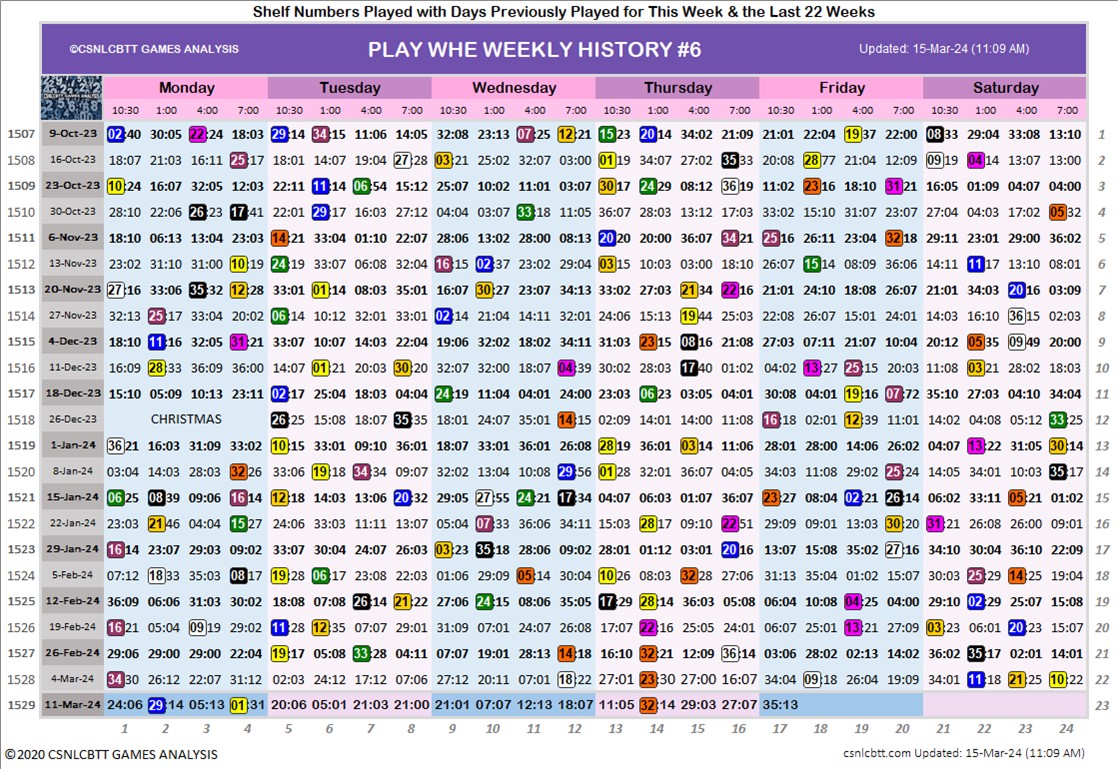 Shelf Numbers Played with Days Previously Played for This Week & the Last 22 Weeks
©CSNLCBTT GAMES ANALYSIS PLAY WHE WEEKLY HISTORY #6 Updated: 15-Mar-24 (11:09 AM)
Monday Tuesday Wednesday Thursday Friday Saturday
10:30 1:00 4:00 7:00 10:30 1:00 4:00 7:00 10:30 1:00 4:00 7:00 10:30 1:00 4:00 7:00 10:30 1:00 4:00 7:00 10:30 1:00 4:00 7:00
1507 9-Oct-23 02:40 30:05 22:24 18:03 29:14 34:15 11:06 14:05 32:08 23:13 07:25 12:21 15:23 20:14 34:02 21:09 21:01 22:04 19:37 22:00 08:33 29:04 33:08 13:10 1
1508 16-Oct-23 18:07 21:03 16:11 25:17 18:01 14:07 19:04 27:28 03:21 25:02 32:07 03:00 01:19 34:07 27:02 35:33 20:08 28:77 21:04 12:09 09:19 04:14 13:07 13:00 2
1509 23-Oct-23 10:24 16:07 32:05 12:03 22:11 11:14 06:54 15:12 25:07 10:02 11:01 03:07 30:17 24:29 08:12 36:19 11:02 23:16 18:10 31:21 16:05 01:09 04:07 04:00 3
1510 30-Oct-23 28:10 22:06 26:23 17:41 22:01 29:17 16:03 27:12 04:04 03:07 33:18 11:05 36:07 28:03 13:12 17:03 33:02 15:10 31:07 23:07 27:04 04:03 17:02 05:32 4
1511 6-Nov-23 18:10 06:13 13:04 23:03 14:21 33:04 01:10 22:07 28:06 13:02 28:00 08:13 20:20 20:00 36:07 34:21 25:16 26:11 23:04 32:18 29:11 23:01 29:00 36:02 5
1512 13-Nov-23 23:02 31:10 31:00 10:19 24:19 33:07 06:08 32:04 16:15 02:37 23:02 29:04 03:15 10:03 03:00 18:10 26:07 15:14 08:09 36:06 14:11 11:17 13:10 08:01 6
1513 20-Nov-23 27:16 33:06 35:32 12:28 33:01 01:14 08:03 35:01 16:07 30:27 23:07 34:13 33:02 27:03 21:34 22:16 21:09 24:10 18:08 26:07 21:01 34:07 20:16 03:09 7
1514 27-Nov-23 32:13 25:17 33:04 20:02 06:14 10:12 32:01 33:01 02:14 21:04 14:11 32:01 24:06 15:13 19:44 25:03 22:08 26:07 15:01 24:01 14:03 16:10 36:15 02:03 8
1515 4-Dec-23 18:10 11:16 32:05 31:21 33:07 10:07 14:03 22:04 19:06 32:02 18:02 34:11 31:03 23:15 08:16 21:08 27:03 07:11 21:07 10:04 20:12 05:35 09:49 20:00 9
1516 11-Dec-23 16:09 28:33 36:09 36:00 14:07 01:21 20:03 30:20 32:07 32:00 18:07 04:39 30:02 28:03 17:40 01:07 04:02 13:27 25:15 20:03 11:08 03:21 28:02 18:03 10
1517 18-Dec-23 15:10 05:09 10:13 23:11 02:17 25:04 18:03 04:04 24:19 11:04 04:01 24:00 23:03 06:23 03:05 04:01 30:08 04:01 19:16 07:72 35:10 27:03 04:10 34:04 11
1518 26-Dec-23 CHRISTMAS 26:25 15:08 18:07 35:38 12:09 24:07 35:01 14:15 02:03 14:01 14:00 11:08 16:18 02:01 12:39 11:01 14:02 04:08 05:12 33:25 12
1519 1-Jan-24 36:21 16:03 31:09 33:02 10:15 33:01 09:10 36:01 18:07 33:01 36:01 26:08 28:19 36:01 03:14 11:06 28:01 28:00 14:06 26:02 04:07 13:22 31:05 30:14 13
1520 8-Jan-24 03:04 14:03 28:03 32:26 33:06 19:18 34:34 09:07 32:02 13:04 10:08 29:56 01:28 32:01 36:07 04:05 34:03 11:08 29:02 25:24 14:05 34:01 10:03 35:17 14
1521 15-Jan-24 06:25 08:39 09:06 16:14 12:18 14:03 13:06 20:32 29:05 27:55 24:21 17:34 04:07 06:03 01:06 36:07 23:27 08:04 02:21 26:14 06:02 33:11 05:21 01:02 15
1522 22-Jan-24 23:03 21:46 04:04 15:27 24:06 33:03 11:11 13:07 05:04 07:33 36:06 34:11 15:03 28:17 09:10 22:51 29:09 09:01 13:03 30:20 31:21 26:08 26:00 09:01 16
1523 29-Jan-24 16:14 23:07 29:03 09:02 33:07 30:04 24:07 26:03 03:23 35:18 28:06 09:02 28:01 01:12 03:01 20:16 13:07 15:08 35:02 27:16 34:10 30:04 36:10 22:09 17
1524 5-Feb-24 07:12 18:33 35:03 08:17 19:28 06:17 23:08 22:03 01:06 29:09 05:14 30:04 10:26 08:03 32:15 27:06 31:13 35:04 01:02 15:07 30:03 25:29 14:25 19:04 18
1525 12-Feb-24 36:09 06:06 31:03 30:02 18:08 07:08 26:14 21:22 27:06 24:15 08:06 35:05 17:29 28:14 36:03 05:08 06:04 10:08 04:25 04:00 29:10 02:29 25:07 15:08 19
1526 19-Feb-24 16:21 05:04 09:19 29:02 11:28 12:35 07:07 29:01 31:09 07:01 24:07 26:10 17:07 22:16 25:05 24:01 06:07 25:01 13:21 27:09 03:21 06:01 20:23 15:07 20
1527 26-Feb-24 29:06 29:00 29:00 22:04 19:17 05:08 33:28 04:11 07:07 19:01 28:13 14:18 16:10 32:21 12:09 36:14 03:06 28:02 02:13 14:02 36:02 35:17 02:01 14:01 21
1528 4-Mar-24 34:30 26:12 22:07 31:12 02:03 24:12 17:12 07:06 27:12 20:11 07:01 18:22 27:01 23:30 27:00 16:07 34:04 09:18 26:04 19:09 34:01 11:18 21:25 10:22 22
1529 11-Mar-24 24:06 29:14 05:13 01:31 20:06 05:01 21:03 21:00 21:01 07:07 12:13 18:07 11:05 32:14 29:03 27:07 35:13 23
1 2 3 4 5 6 7 8 9 10 11 12 13 14 15 16 17 18 19 20 21 22 23 24
©2020 CSNLCBTT GAMES ANALYSIS csnlcbtt.com Updated: 15-Mar-24 (11:09 AM)